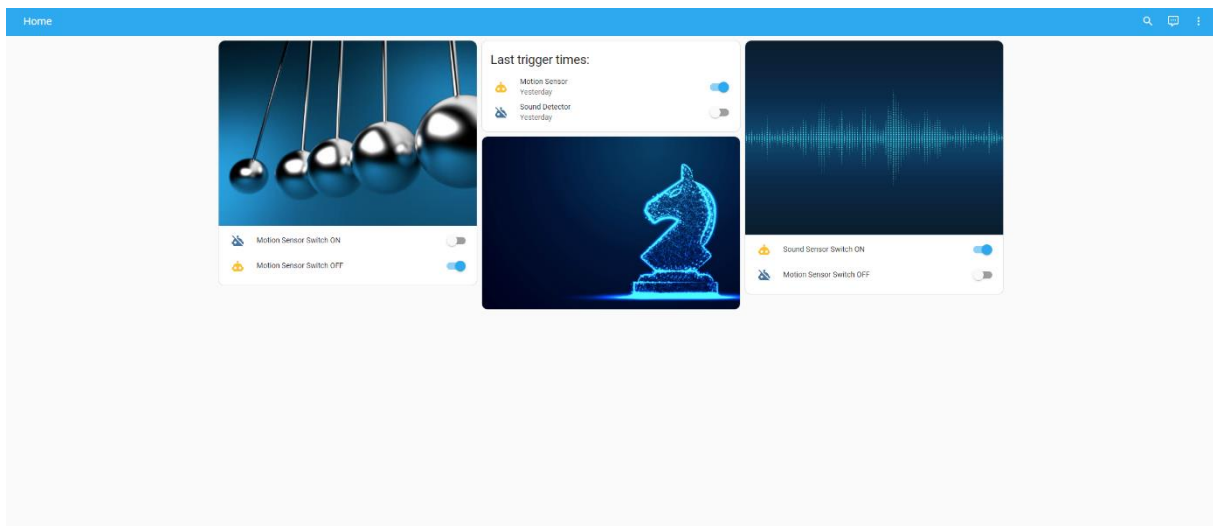 Home
Motion Sensor Switch ON
Motion Sensor Switch OFF
Last trigger times:
Motion Sensor
Yesterday
Sound Detector
Yesterday
Sound Sensor Switch ON
Motion Sensor Switch OFF